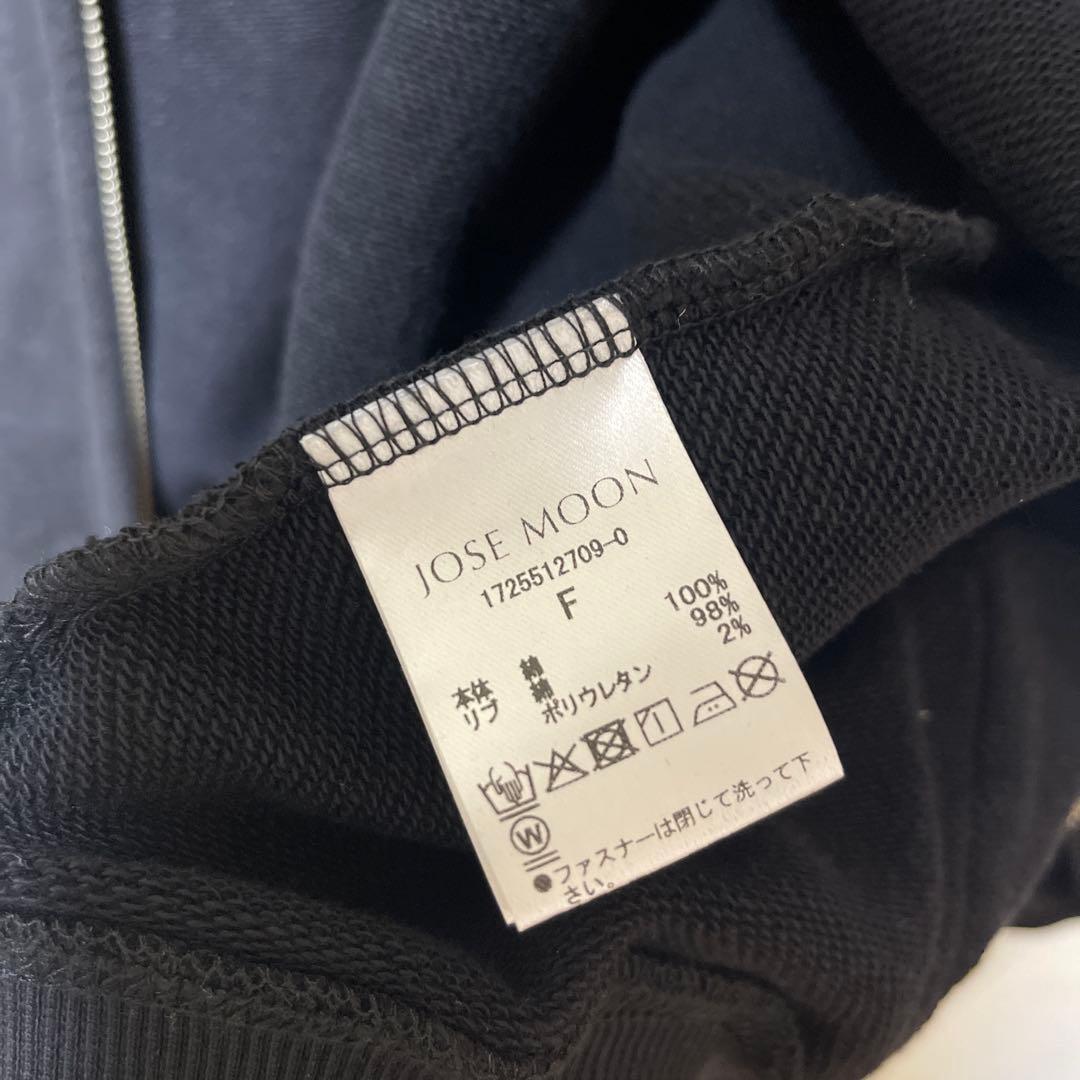 JOSE MOON
1725512709-0
F
本体 綿 100%
リブ 綿 98%
ポリウレタン 2%
W
●ファスナーは閉じて洗って下
さい。